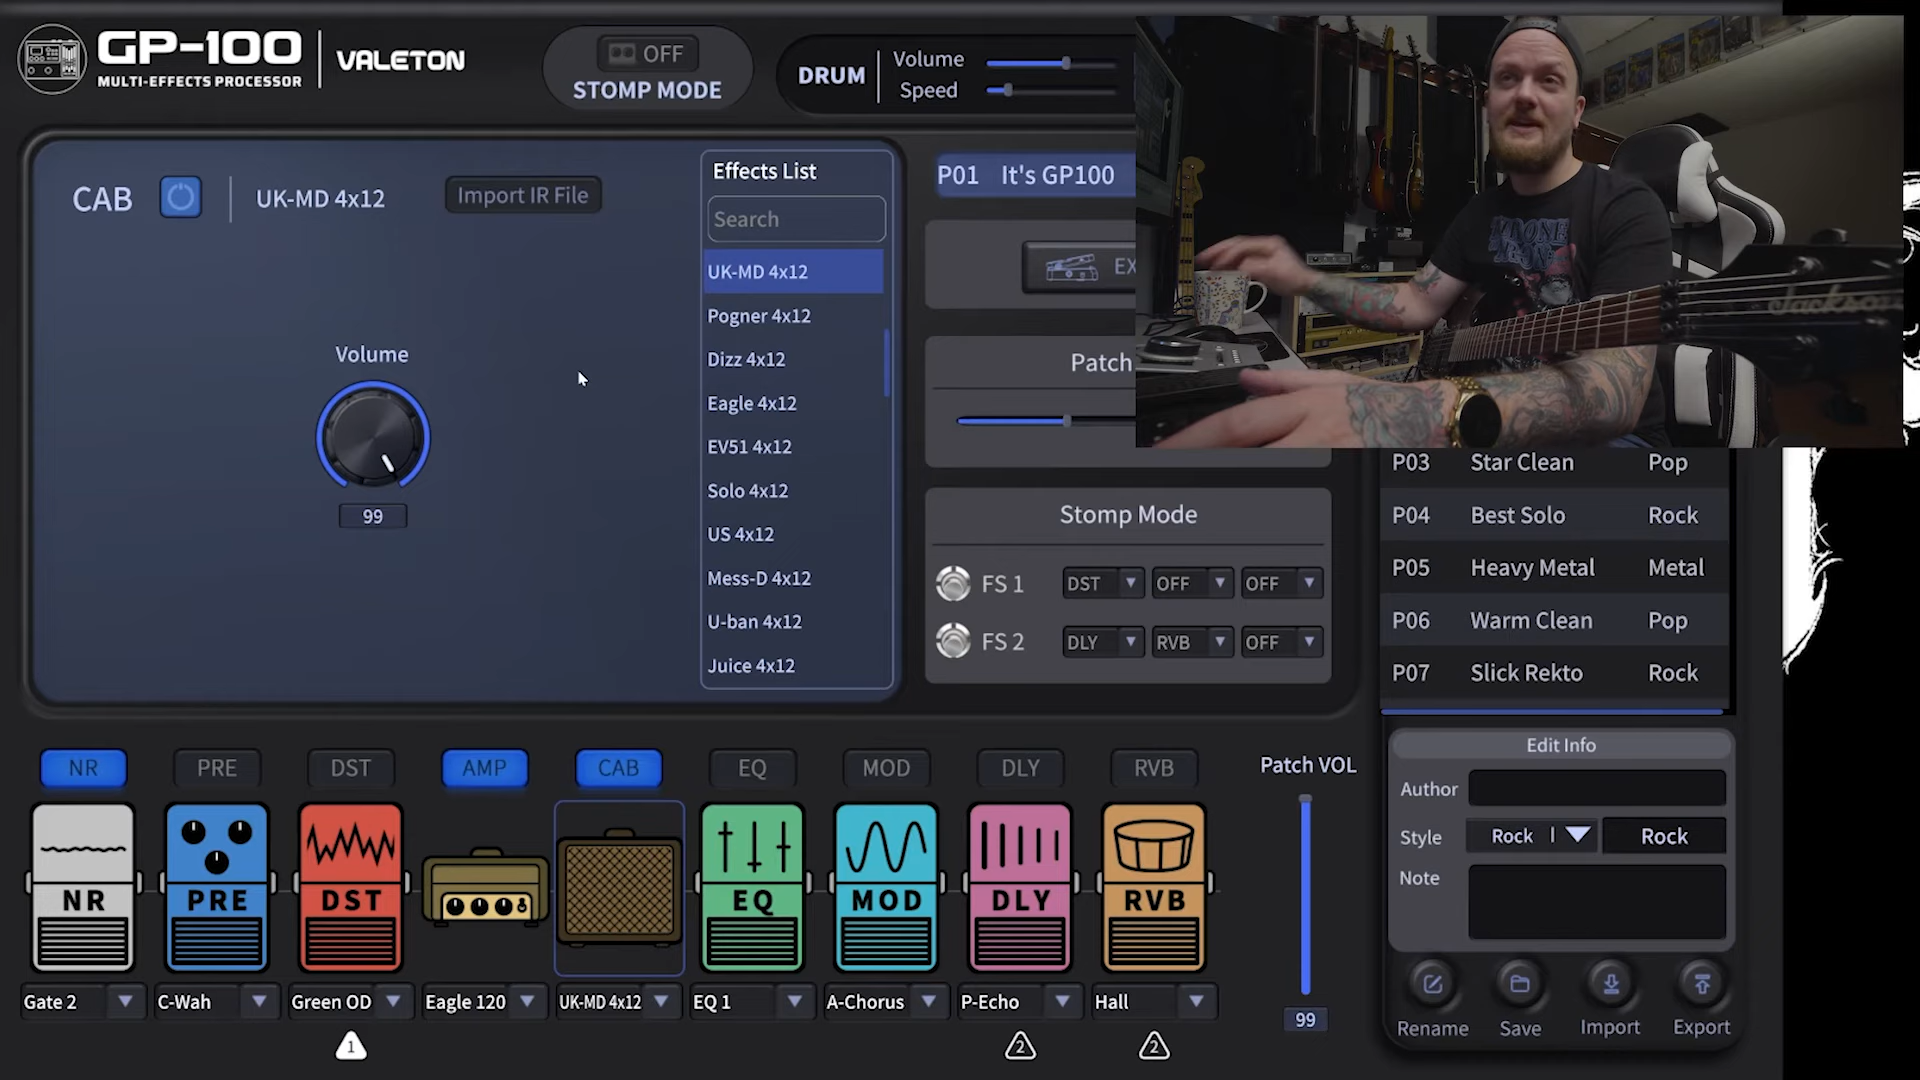 GP-100
MULTI-EFFECTS PROCESSOR
VALETON
OFF
STOMP MODE
DRUM
Volume
Speed
CAB
UK-MD 4x12
Import IR File
Volume
99
Effects List
Search
UK-MD 4x12
Pogner 4x12
Dizz 4x12
Eagle 4x12
EV51 4x12
Solo 4x12
US 4x12
Mess-D 4x12
U-ban 4x12
Juice 4x12
P01 It's GP100
EX
Patch
Stomp Mode
FS 1 DST OFF OFF
FS 2 DLY RVB OFF
Jackson
P03 Star Clean Pop
P04 Best Solo Rock
P05 Heavy Metal Metal
P06 Warm Clean Pop
P07 Slick Rekto Rock
NR PRE DST AMP CAB EQ MOD DLY RVB
NR PRE DST EQ MOD DLY RVB
Gate 2 C-Wah Green OD Eagle 120 UK-MD 4x12 EQ 1 A-Chorus P-Echo Hall
1 2 2
Patch VOL
99
Edit Info
Author
Style Rock Rock
Note
Rename Save Import Export